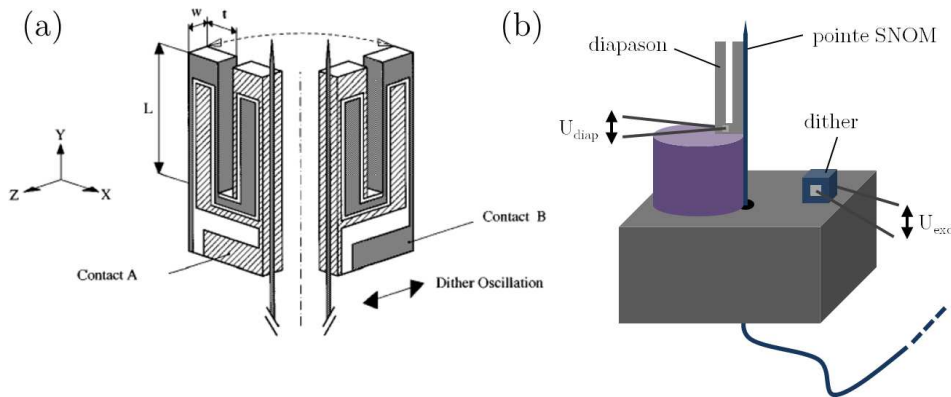 (a)
w
t
L
Y
Z
X
Contact A
Contact B
Dither Oscillation
(b)
diapason
pointe SNOM
U_diap
dither
U_exc